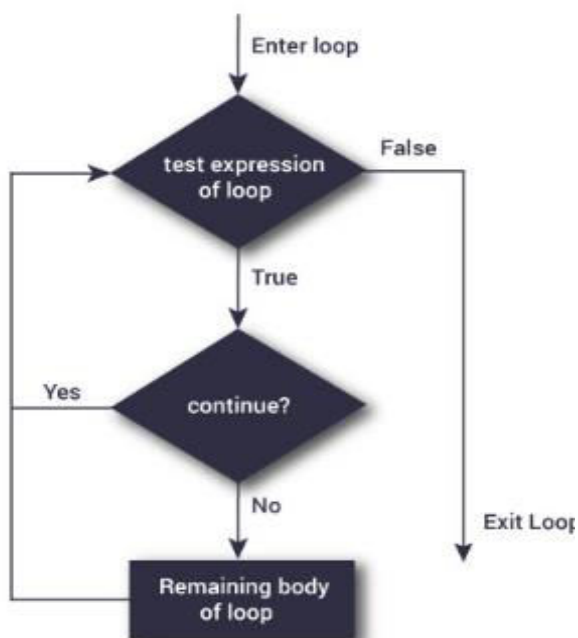 Enter loop
test expression
of loop
False
True
Yes
continue?
No
Exit Loop
Remaining body
of loop